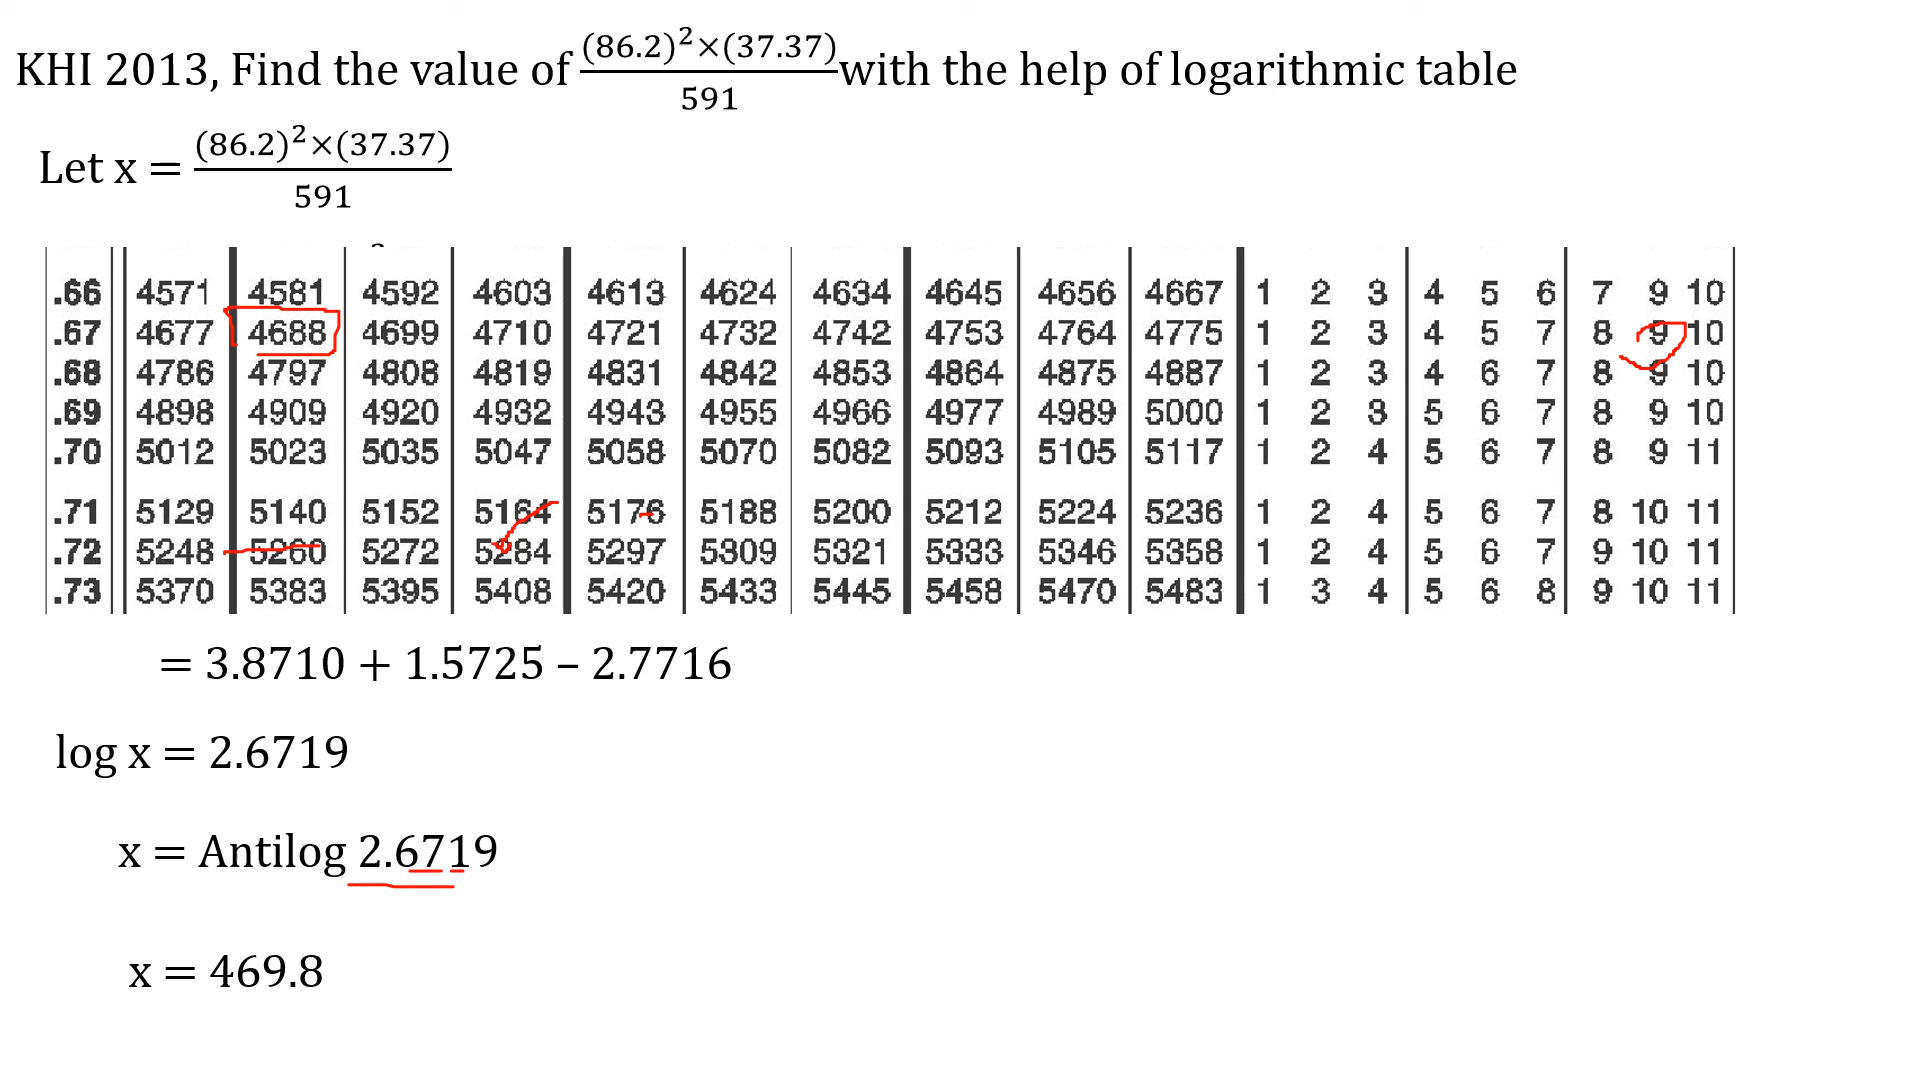 KHI 2013, Find the value of (86.2)²×(37.37)/591 with the help of logarithmic table
Let x = (86.2)²×(37.37)/591
.66 4571 4581 4592 4603 4613 4624 4634 4645 4656 4667 1 2 3 4 5 6 7 9 10
.67 4677 4688 4699 4710 4721 4732 4742 4753 4764 4775 1 2 3 4 5 7 8 9 10
.68 4786 4797 4808 4819 4831 4842 4853 4864 4875 4887 1 2 3 4 6 7 8 9 10
.69 4898 4909 4920 4932 4943 4955 4966 4977 4989 5000 1 2 3 5 6 7 8 9 10
.70 5012 5023 5035 5047 5058 5070 5082 5093 5105 5117 1 2 4 5 6 7 8 9 11
.71 5129 5140 5152 5164 5176 5188 5200 5212 5224 5236 1 2 4 5 6 7 8 10 11
.72 5248 5260 5272 5284 5297 5309 5321 5333 5346 5358 1 2 4 5 6 7 9 10 11
.73 5370 5383 5395 5408 5420 5433 5445 5458 5470 5483 1 3 4 5 6 8 9 10 11
= 3.8710 + 1.5725 – 2.7716
log x = 2.6719
x = Antilog 2.6719
x = 469.8